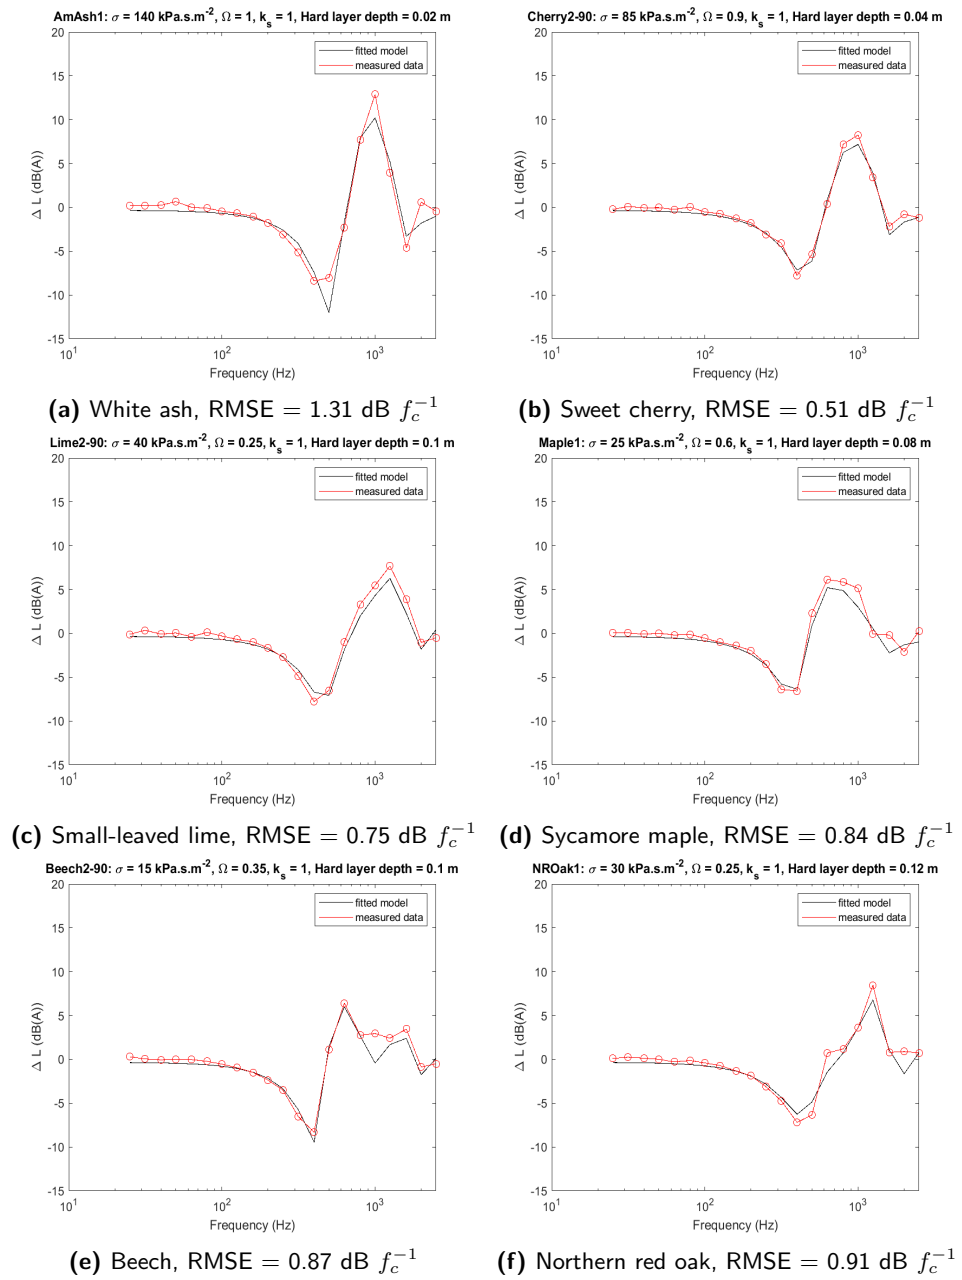 AmAsh1: σ = 140 kPa.s.m⁻², Ω = 1, kₛ = 1, Hard layer depth = 0.02 m
20
15
10
5
0
-5
-10
-15
Δ L (dB(A))
fitted model
measured data
10¹
10²
10³
Frequency (Hz)
(a) White ash, RMSE = 1.31 dB f_c⁻¹
Cherry2-90: σ = 85 kPa.s.m⁻², Ω = 0.9, kₛ = 1, Hard layer depth = 0.04 m
20
15
10
5
0
-5
-10
-15
Δ L (dB(A))
fitted model
measured data
10¹
10²
10³
Frequency (Hz)
(b) Sweet cherry, RMSE = 0.51 dB f_c⁻¹
Lime2-90: σ = 40 kPa.s.m⁻², Ω = 0.25, kₛ = 1, Hard layer depth = 0.1 m
20
15
10
5
0
-5
-10
-15
Δ L (dB(A))
fitted model
measured data
10¹
10²
10³
Frequency (Hz)
(c) Small-leaved lime, RMSE = 0.75 dB f_c⁻¹
Maple1: σ = 25 kPa.s.m⁻², Ω = 0.6, kₛ = 1, Hard layer depth = 0.08 m
20
15
10
5
0
-5
-10
-15
Δ L (dB(A))
fitted model
measured data
10¹
10²
10³
Frequency (Hz)
(d) Sycamore maple, RMSE = 0.84 dB f_c⁻¹
Beech2-90: σ = 15 kPa.s.m⁻², Ω = 0.35, kₛ = 1, Hard layer depth = 0.1 m
20
15
10
5
0
-5
-10
-15
Δ L (dB(A))
fitted model
measured data
10¹
10²
10³
Frequency (Hz)
(e) Beech, RMSE = 0.87 dB f_c⁻¹
NROak1: σ = 30 kPa.s.m⁻², Ω = 0.25, kₛ = 1, Hard layer depth = 0.12 m
20
15
10
5
0
-5
-10
-15
Δ L (dB(A))
fitted model
measured data
10¹
10²
10³
Frequency (Hz)
(f) Northern red oak, RMSE = 0.91 dB f_c⁻¹